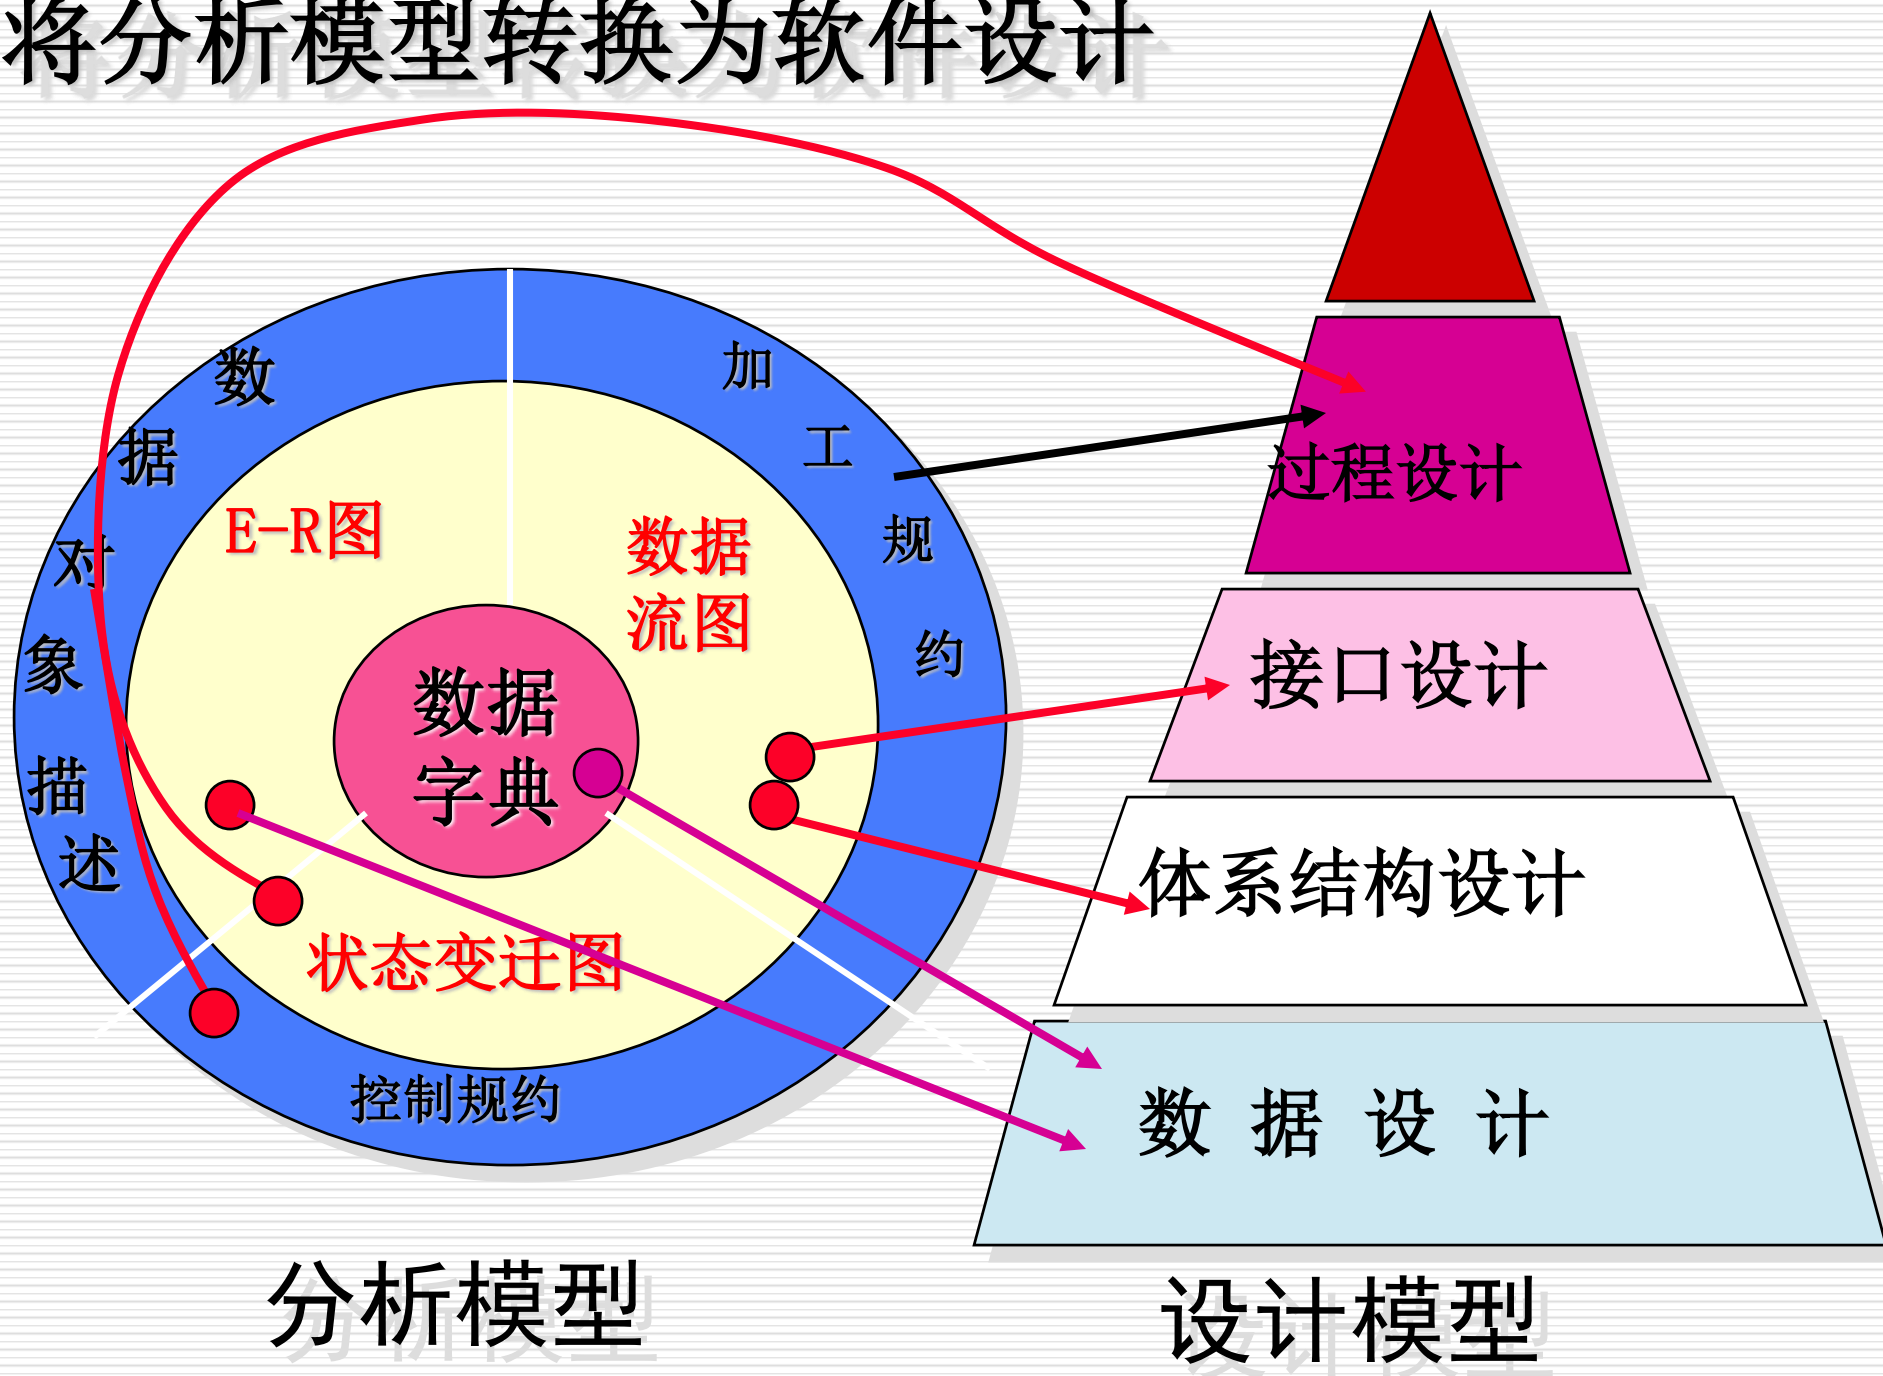 将分析模型转换为软件设计
数据对象描述
加工规约
E-R图
数据
流图
数据
字典
状态变迁图
控制规约
过程设计
接口设计
体系结构设计
数 据 设 计
分析模型
设计模型